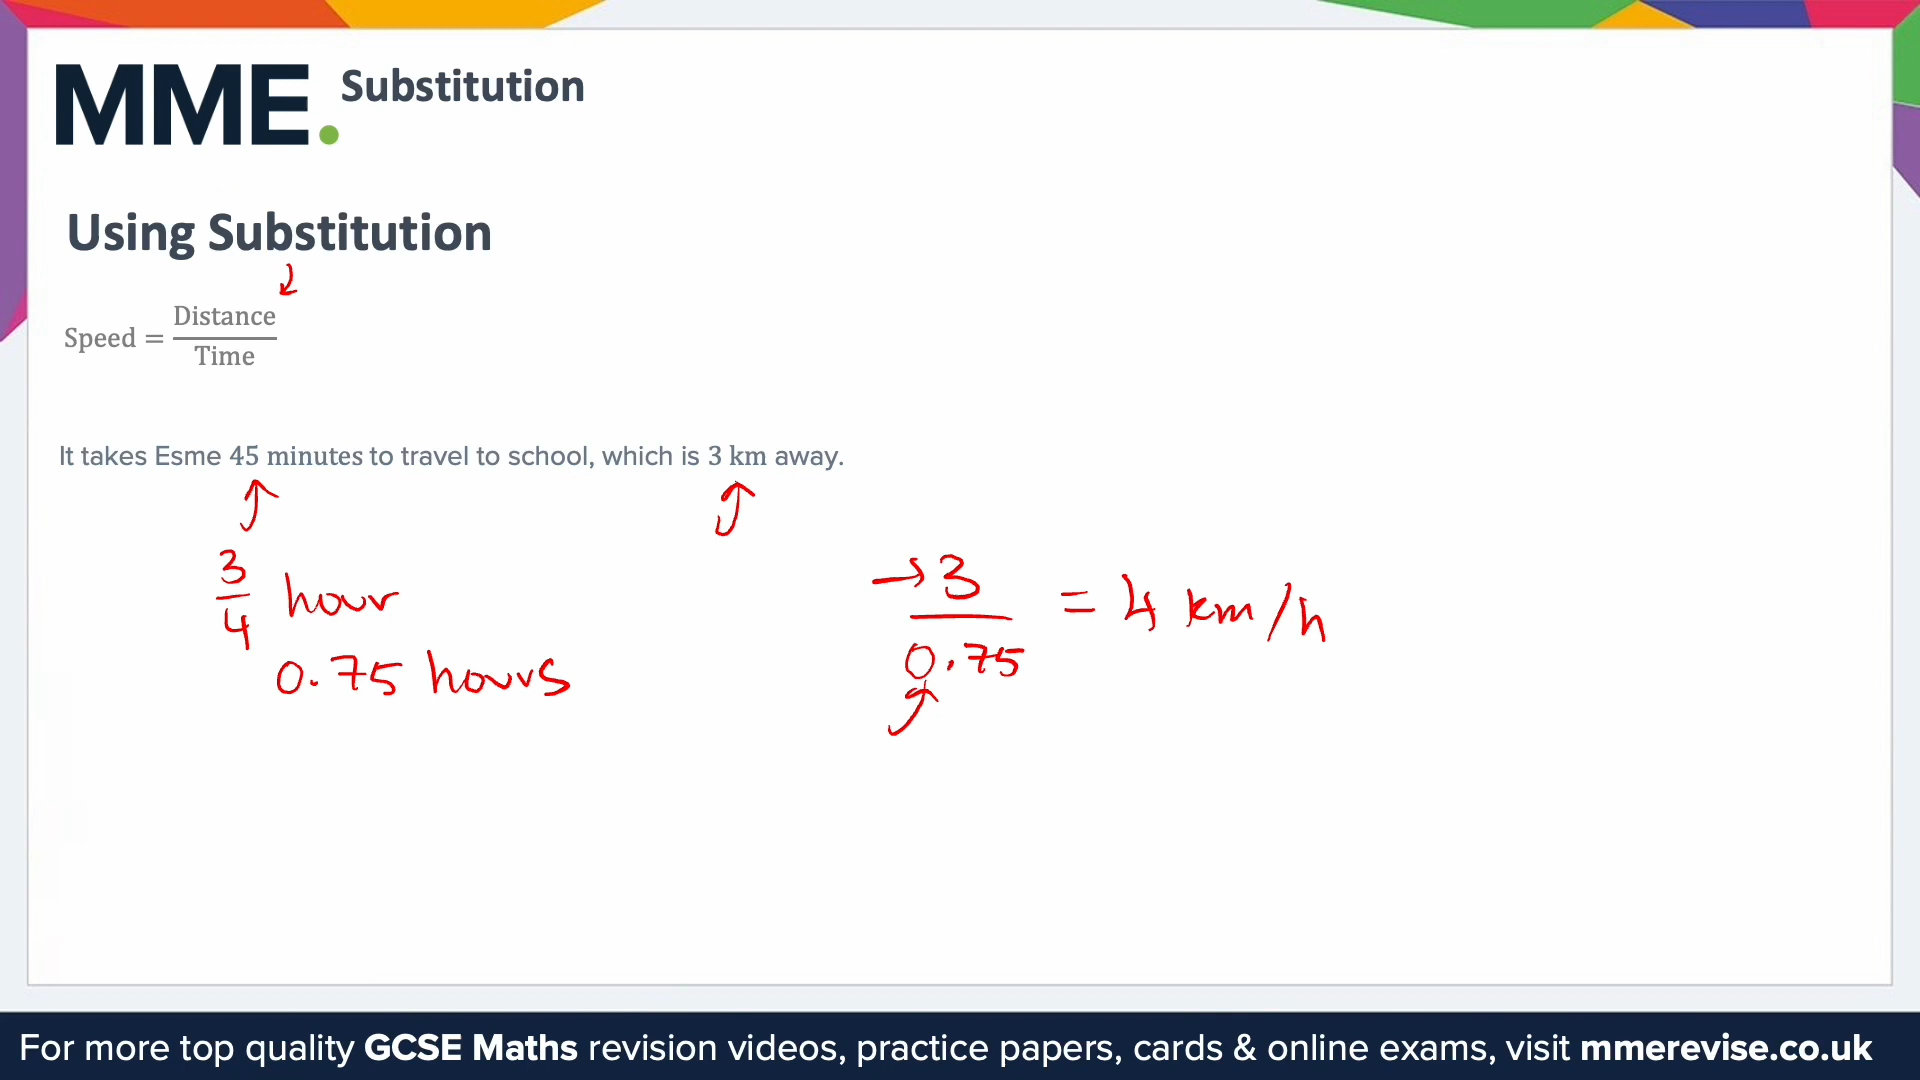 MME. Substitution
Using Substitution
Speed = Distance / Time
It takes Esme 45 minutes to travel to school, which is 3 km away.
3/4 hour
0.75 hours
→ 3 / 0.75 = 4 km/h
For more top quality GCSE Maths revision videos, practice papers, cards & online exams, visit mmerevise.co.uk